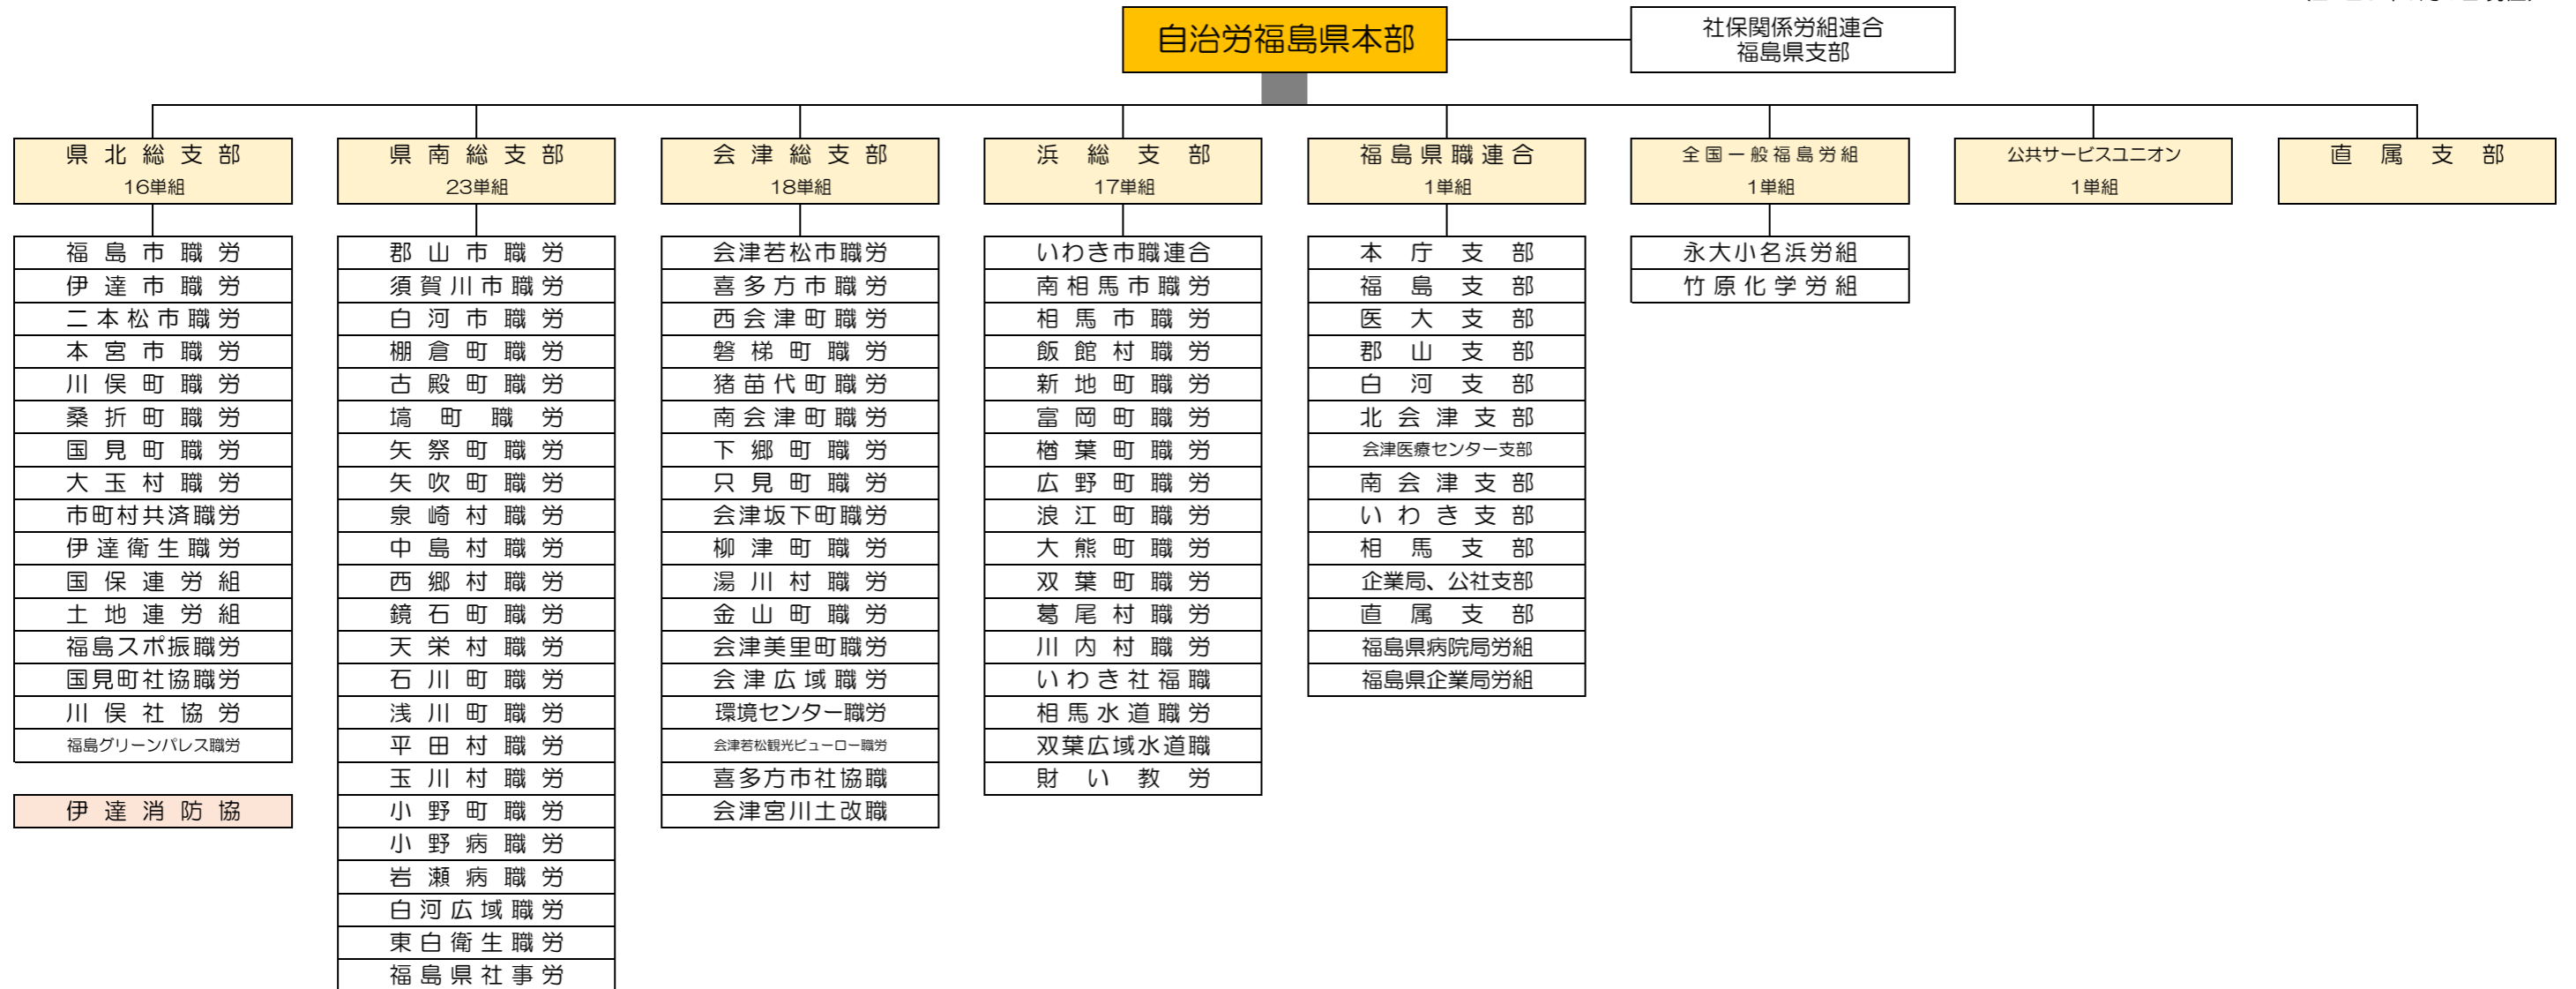 自治労福島県本部
社保関係労組連合
福島県支部
県北総支部
16単組
福島市職労
伊達市職労
二本松市職労
本宮市職労
川俣町職労
桑折町職労
国見町職労
大玉村職労
市町村共済職労
伊達衛生職労
国保連労組
土地連労組
福島スポ振職労
国見町社協職労
川俣社協労
福島グリーンパレス職労
伊達消防協
県南総支部
23単組
郡山市職労
須賀川市職労
白河市職労
棚倉町職労
古殿町職労
塙町職労
矢祭町職労
矢吹町職労
泉崎村職労
中島村職労
西郷村職労
鏡石町職労
天栄村職労
石川町職労
浅川町職労
平田村職労
玉川村職労
小野町職労
小野病職労
岩瀬病職労
白河広域職労
東白衛生職労
福島県社事労
会津総支部
18単組
会津若松市職労
喜多方市職労
西会津町職労
磐梯町職労
猪苗代町職労
南会津町職労
下郷町職労
只見町職労
会津坂下町職労
柳津町職労
湯川村職労
金山町職労
会津美里町職労
会津広域職労
環境センター職労
会津若松観光ビューロー職労
喜多方市社協職
会津宮川土改職
浜総支部
17単組
いわき市職連合
南相馬市職労
相馬市職労
飯館村職労
新地町職労
富岡町職労
楢葉町職労
広野町職労
浪江町職労
大熊町職労
双葉町職労
葛尾村職労
川内村職労
いわき社福職
相馬水道職労
双葉広域水道職
財い教労
福島県職連合
1単組
本庁支部
福島支部
医大支部
郡山支部
白河支部
北会津支部
会津医療センター支部
南会津支部
いわき支部
相馬支部
企業局、公社支部
直属支部
福島県病院局労組
福島県企業局労組
全国一般福島労組
1単組
永大小名浜労組
竹原化学労組
公共サービスユニオン
1単組
直属支部